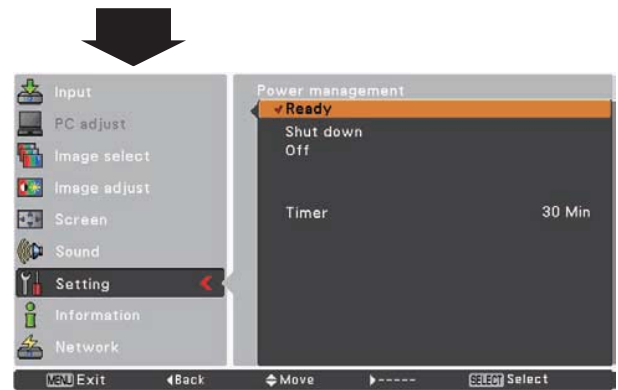 Input
PC adjust
Image select
Image adjust
Screen
Sound
Setting
Information
Network
Power management
✓Ready
Shut down
Off
Timer 30 Min
MENU Exit ◀Back ◆Move ▶----- SELECT Select